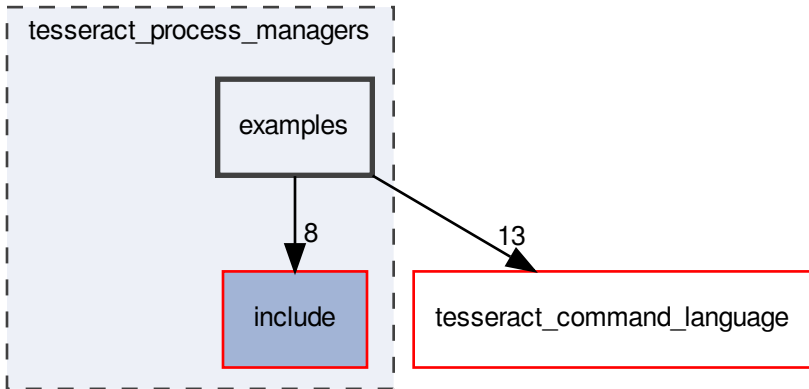 tesseract_process_managers
examples
8
13
include
tesseract_command_language